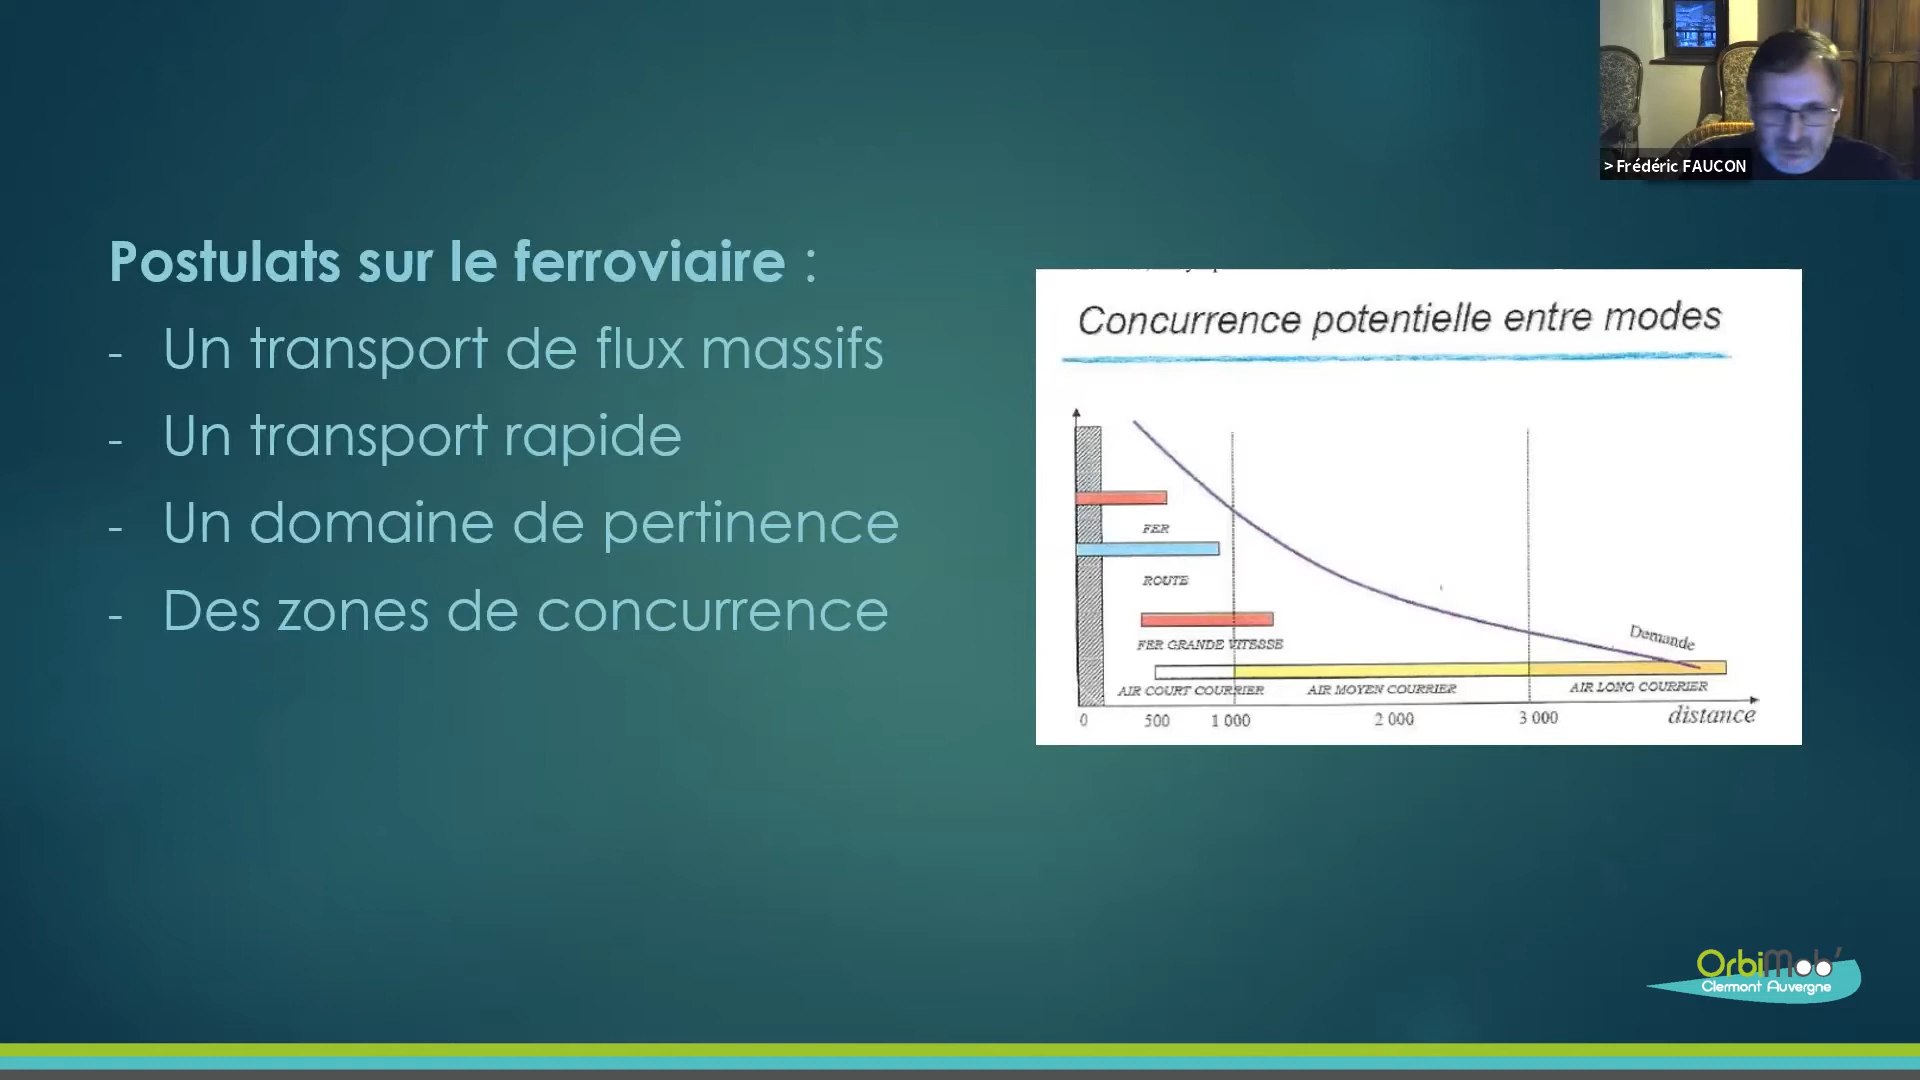 > Frédéric FAUCON
Postulats sur le ferroviaire :
- Un transport de flux massifs
- Un transport rapide
- Un domaine de pertinence
- Des zones de concurrence
Concurrence potentielle entre modes
FER
ROUTE
FER GRANDE VITESSE
Demande
AIR COURT COURRIER
AIR MOYEN COURRIER
AIR LONG COURRIER
0
500
1 000
2 000
3 000
distance
OrbiMob'
Clermont Auvergne